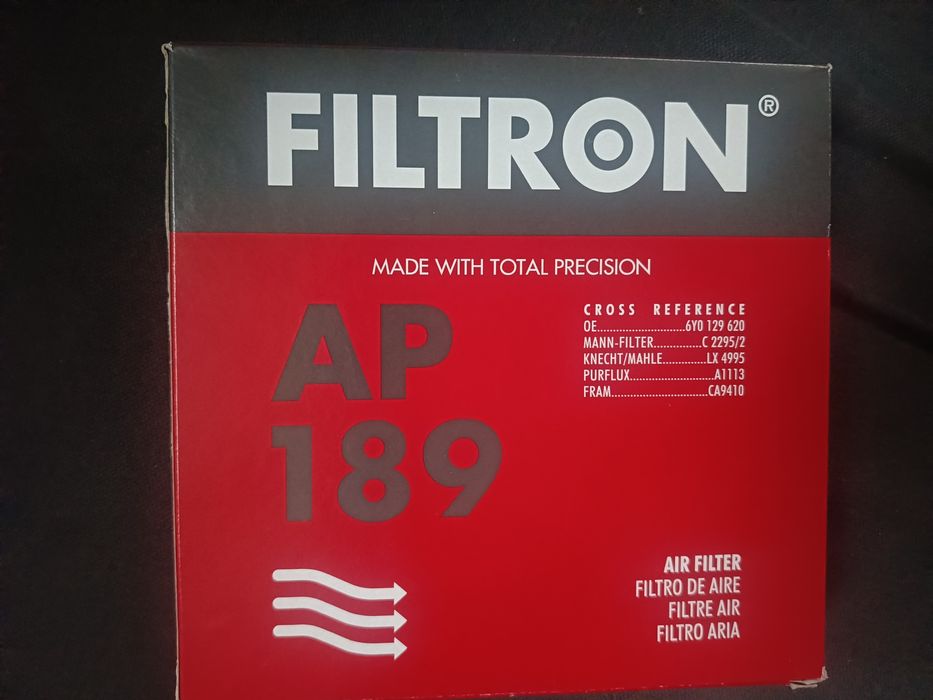 FILTRON®
MADE WITH TOTAL PRECISION
AP
189
CROSS REFERENCE
OE............................6Y0 129 620
MANN-FILTER...............C 2295/2
KNECHT/MAHLE..............LX 4995
PURFLUX...........................A1113
FRAM...............................CA9410
AIR FILTER
FILTRO DE AIRE
FILTRE AIR
FILTRO ARIA